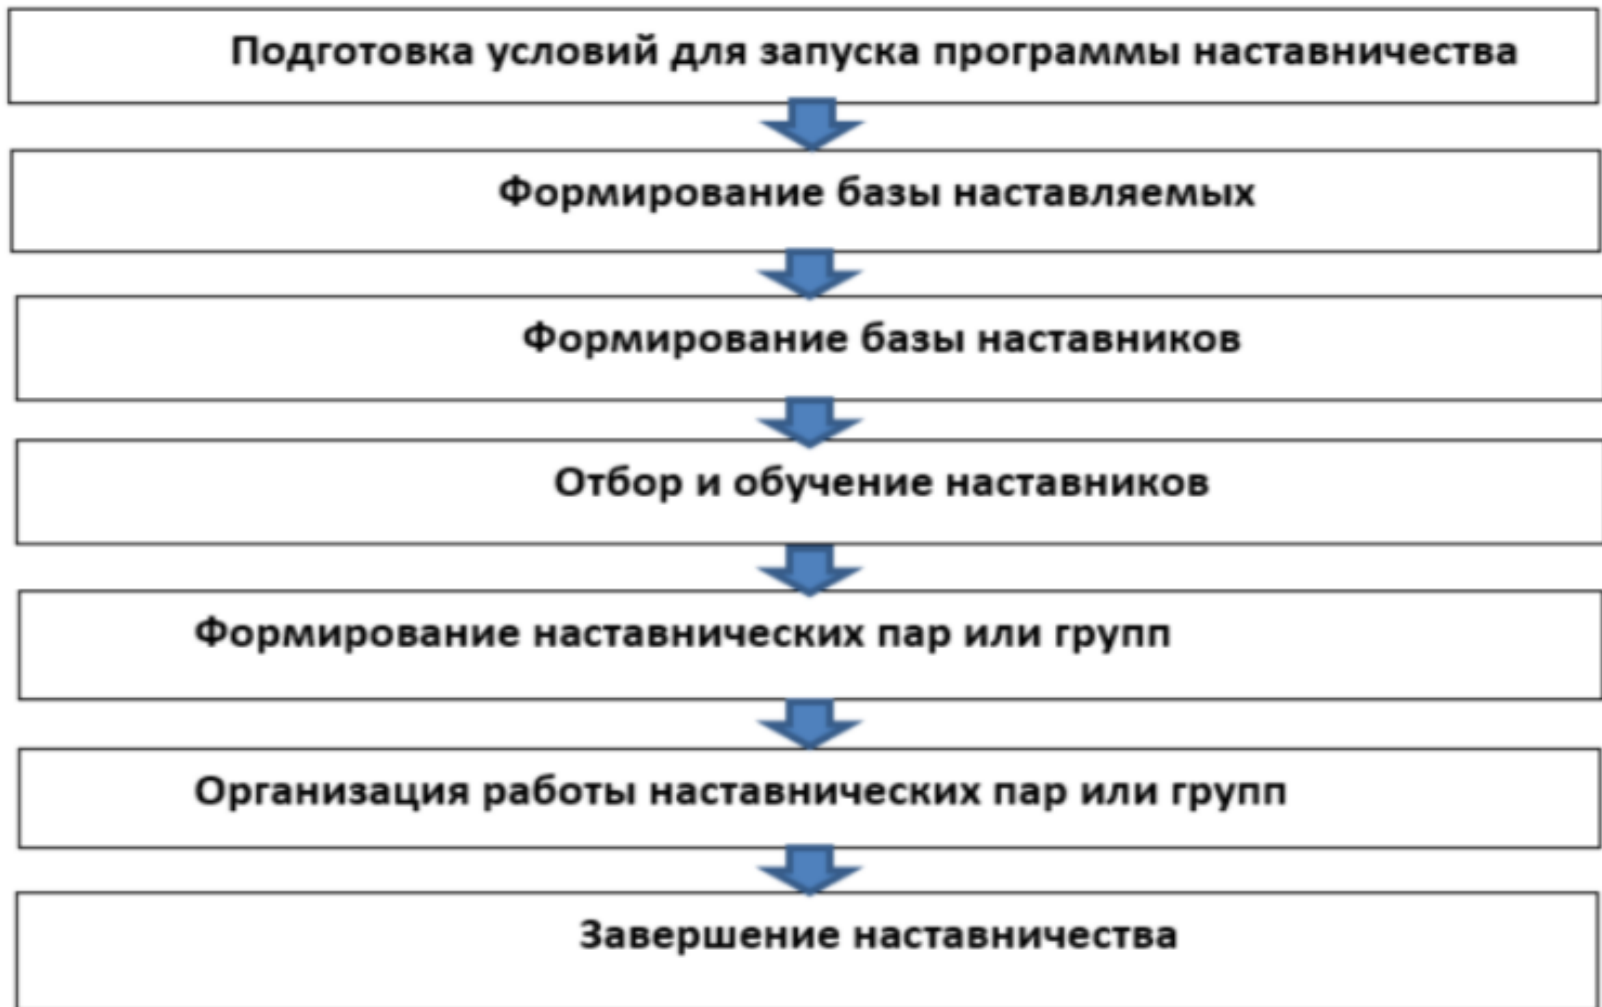 Подготовка условий для запуска программы наставничества
Формирование базы наставляемых
Формирование базы наставников
Отбор и обучение наставников
Формирование наставнических пар или групп
Организация работы наставнических пар или групп
Завершение наставничества